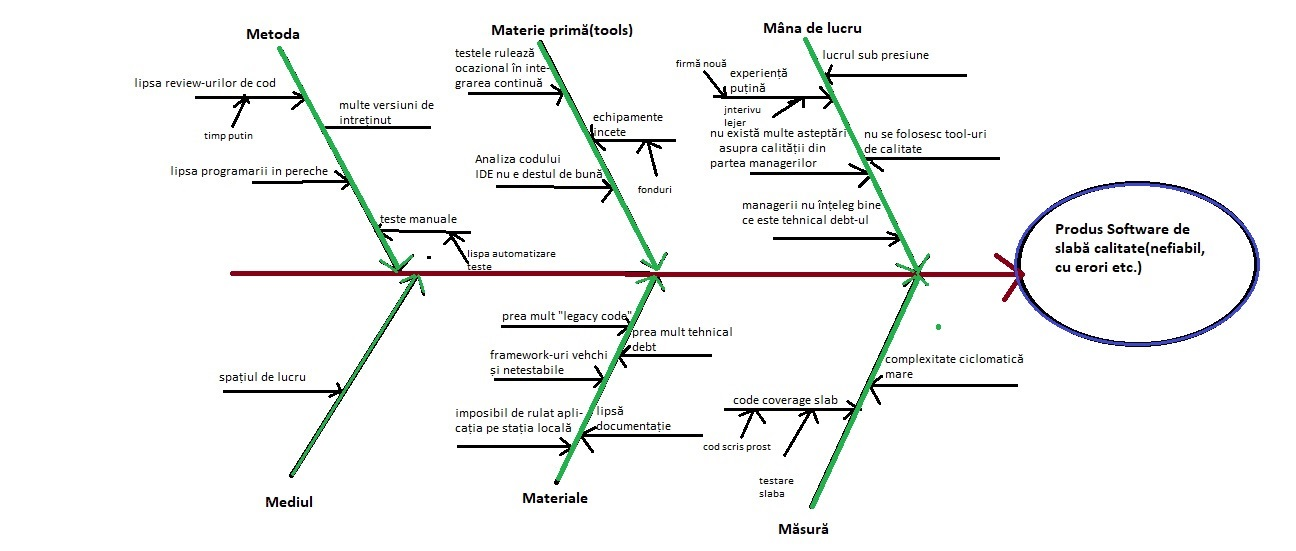 Metoda
lipsa review-urilor de cod
timp putin
multe versiuni de
intreținut
lipsa programarii in pereche
teste manuale
lispa automatizare
teste
Materie primă(tools)
testele rulează
ocazional în inte-
grarea continuă
echipamente
incete
fonduri
Analiza codului
IDE nu e destul de bună
Mâna de lucru
lucrul sub presiune
firmă nouă
experiență
puțină
jnterivu
lejer
nu există multe asteptări
asupra calității din
partea managerilor
nu se folosesc tool-uri
de calitate
managerii nu înțeleg bine
ce este tehnical debt-ul
Produs Software de
slabă calitate(nefiabil,
cu erori etc.)
spațiul de lucru
Mediul
prea mult "legacy code"
prea mult tehnical
debt
framework-uri vehchi
și netestabile
imposibil de rulat apli-
cația pe stația locală
lipsă
documentație
Materiale
complexitate ciclomatică
mare
code coverage slab
cod scris prost
testare
slaba
Măsură